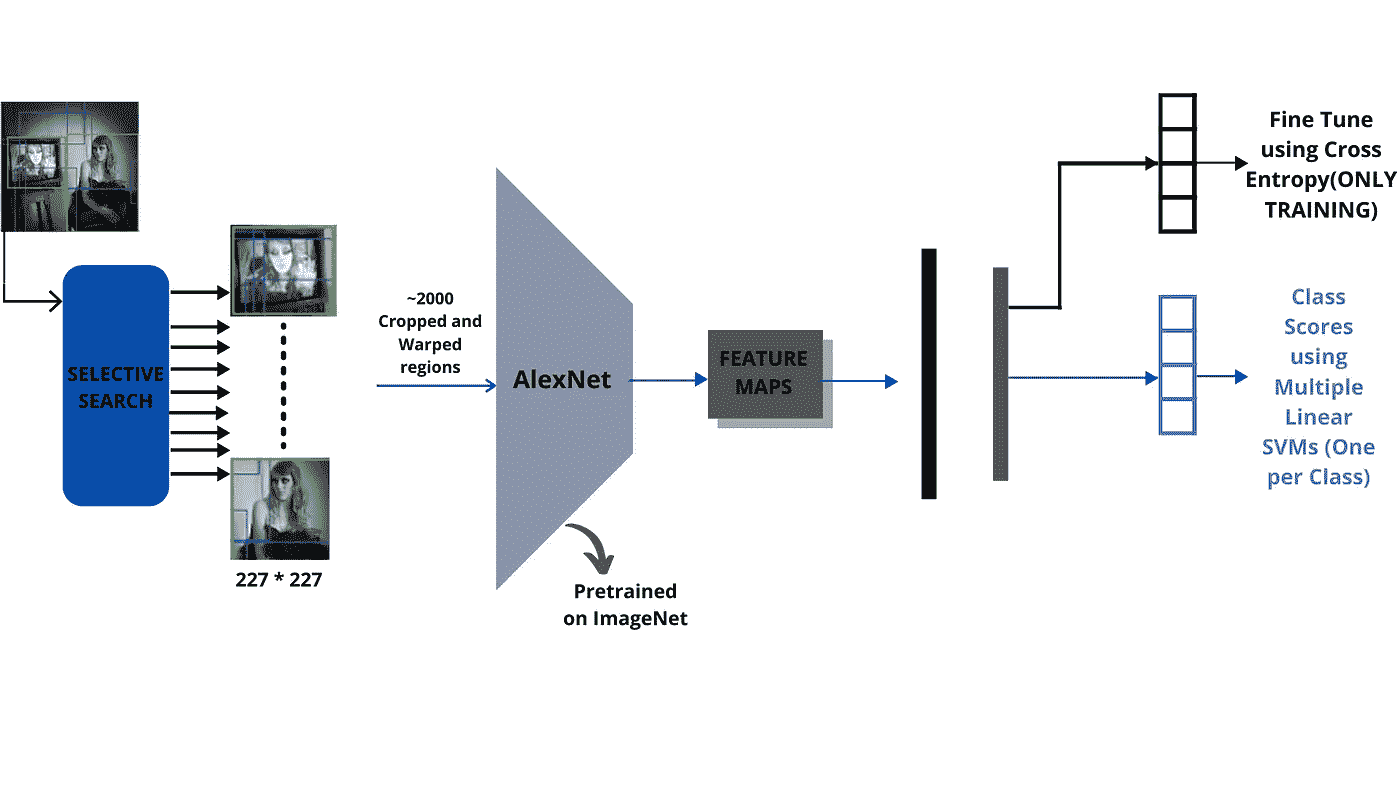 SELECTIVE
SEARCH
227 * 227
~2000
Cropped and
Warped
regions
AlexNet
Pretrained
on ImageNet
FEATURE
MAPS
Fine Tune
using Cross
Entropy(ONLY
TRAINING)
Class
Scores
using
Multiple
Linear
SVMs (One
per Class)